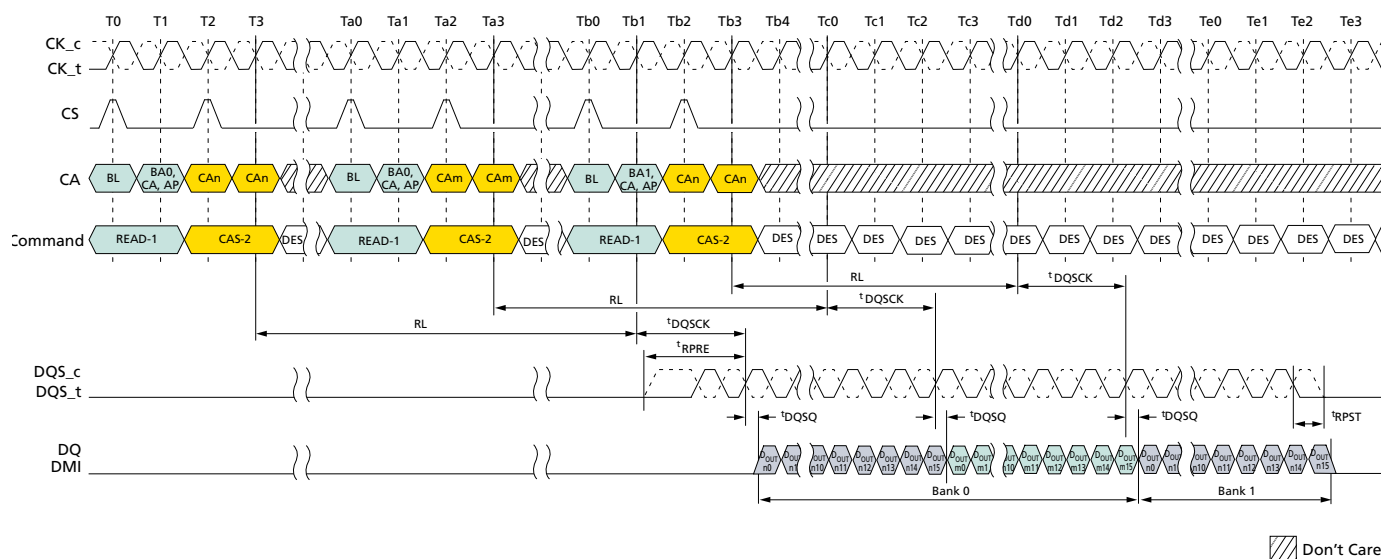 T0 T1 T2 T3 Ta0 Ta1 Ta2 Ta3 Tb0 Tb1 Tb2 Tb3 Tb4 Tc0 Tc1 Tc2 Tc3 Td0 Td1 Td2 Td3 Te0 Te1 Te2 Te3
CK_c
CK_t
CS
CA
BL BA0, CA, AP CAn CAn BL BA0, CA, AP CAm CAm BL BA1, CA, AP CAn CAn
Command READ-1 CAS-2 DES READ-1 CAS-2 DES READ-1 CAS-2 DES DES DES DES DES DES DES DES DES DES DES DES DES
RL tDQSCK
RL tDQSCK
RL tDQSCK
tRPRE
DQS_c
DQS_t
tDQSQ tDQSQ tDQSQ tRPST
DQ
DMI
DOUT n0 DOUT n1 DOUT n10 DOUT n11 DOUT n12 DOUT n13 DOUT n14 DOUT n15 DOUT m0 DOUT m1 DOUT n10 DOUT m11 DOUT m12 DOUT m13 DOUT m14 DOUT m15 DOUT n0 DOUT n1 DOUT n10 DOUT n11 DOUT n12 DOUT n13 DOUT n14 DOUT n15
Bank 0 Bank 1
Don't Care